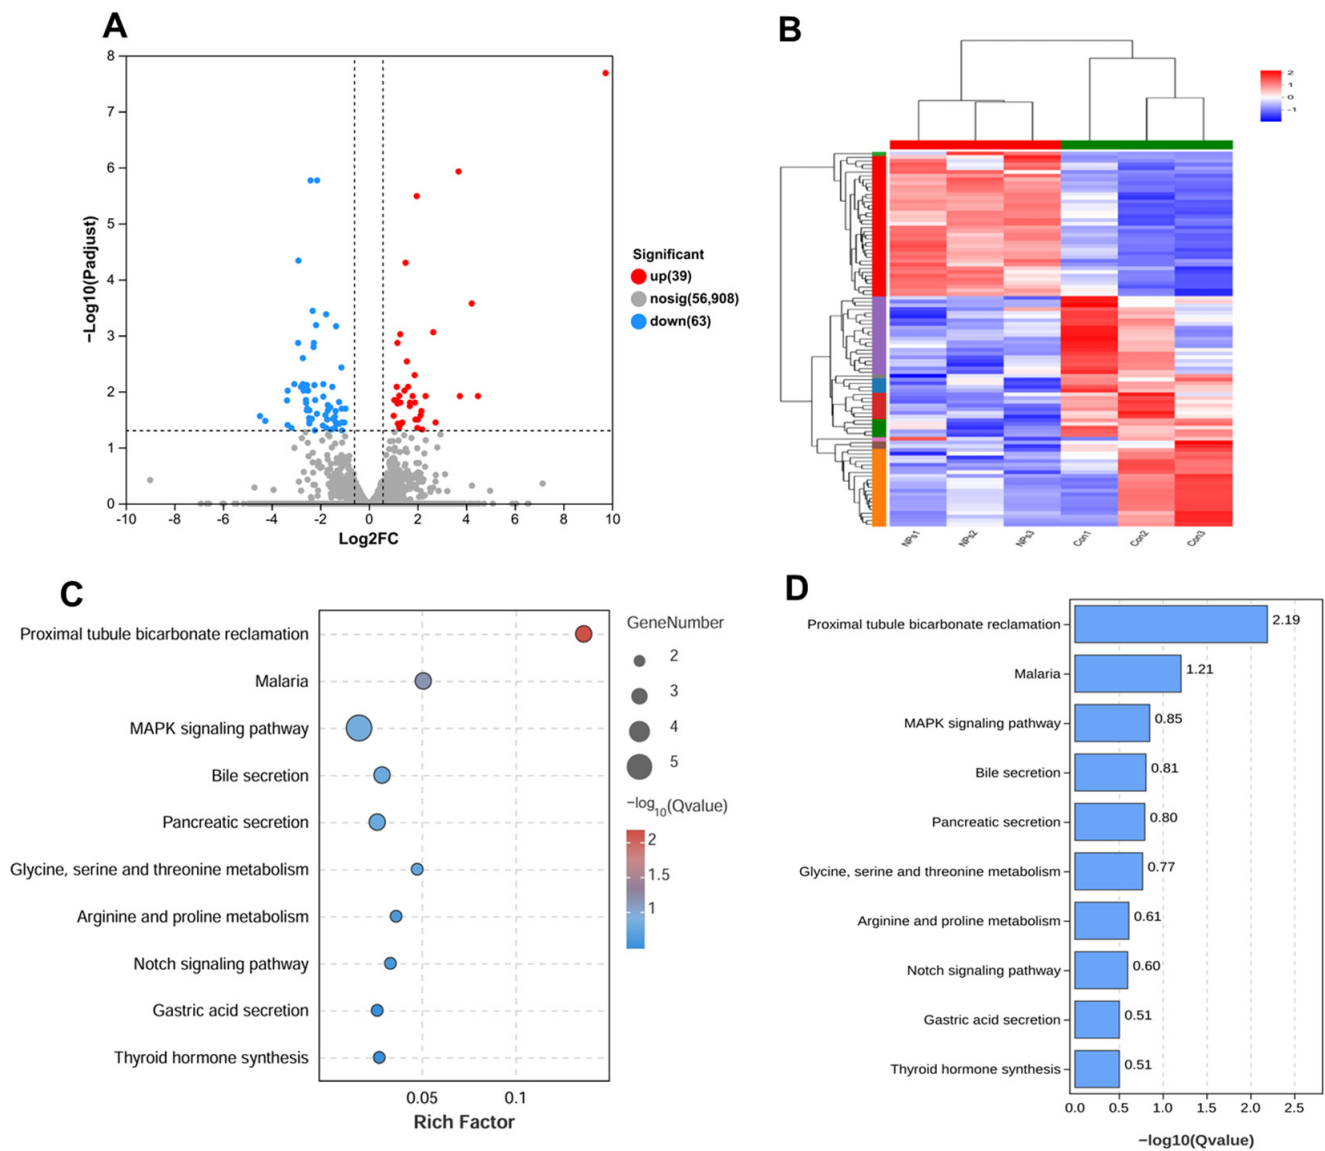 A
8
7
6
5
4
3
2
1
0
−Log10(Padjust)
-10 -8 -6 -4 -2 0 2 4 6 8 10
Log2FC
Significant
up(39)
nosig(56,908)
down(63)
B
2
1
0
-1
NPs1 NPs2 NPs3 Con1 Con2 Con3
C
Proximal tubule bicarbonate reclamation
Malaria
MAPK signaling pathway
Bile secretion
Pancreatic secretion
Glycine, serine and threonine metabolism
Arginine and proline metabolism
Notch signaling pathway
Gastric acid secretion
Thyroid hormone synthesis
0.05 0.1
Rich Factor
GeneNumber
2
3
4
5
−log10(Qvalue)
2
1.5
1
D
Proximal tubule bicarbonate reclamation 2.19
Malaria 1.21
MAPK signaling pathway 0.85
Bile secretion 0.81
Pancreatic secretion 0.80
Glycine, serine and threonine metabolism 0.77
Arginine and proline metabolism 0.61
Notch signaling pathway 0.60
Gastric acid secretion 0.51
Thyroid hormone synthesis 0.51
0.0 0.5 1.0 1.5 2.0 2.5
−log10(Qvalue)